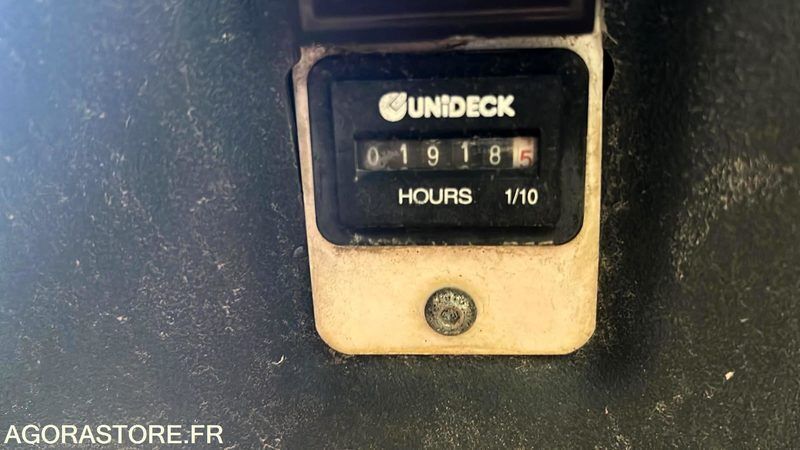 UNIDECK
019185
HOURS 1/10
AGORASTORE.FR